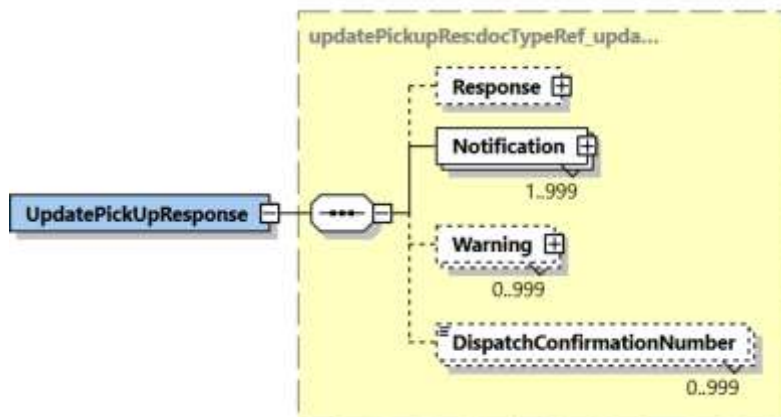 updatePickupRes:docTypeRef_upda...
Response
Notification
1..999
UpdatePickUpResponse
Warning
0..999
DispatchConfirmationNumber
0..999